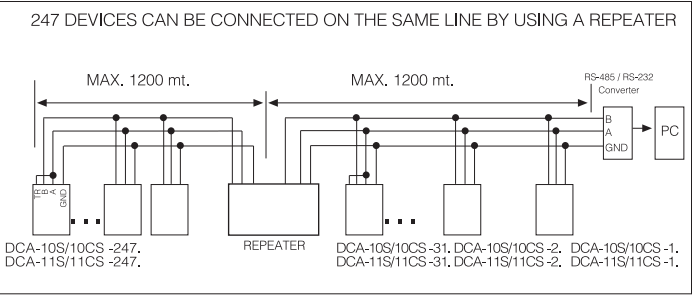 247 DEVICES CAN BE CONNECTED ON THE SAME LINE BY USING A REPEATER
MAX. 1200 mt.
MAX. 1200 mt.
RS-485 / RS-232
Converter
B
A
GND
PC
TR
B
A
GND
REPEATER
DCA-10S/10CS -247.
DCA-11S/11CS -247.
DCA-10S/10CS -31. DCA-10S/10CS -2. DCA-10S/10CS -1.
DCA-11S/11CS -31. DCA-11S/11CS -2. DCA-11S/11CS -1.